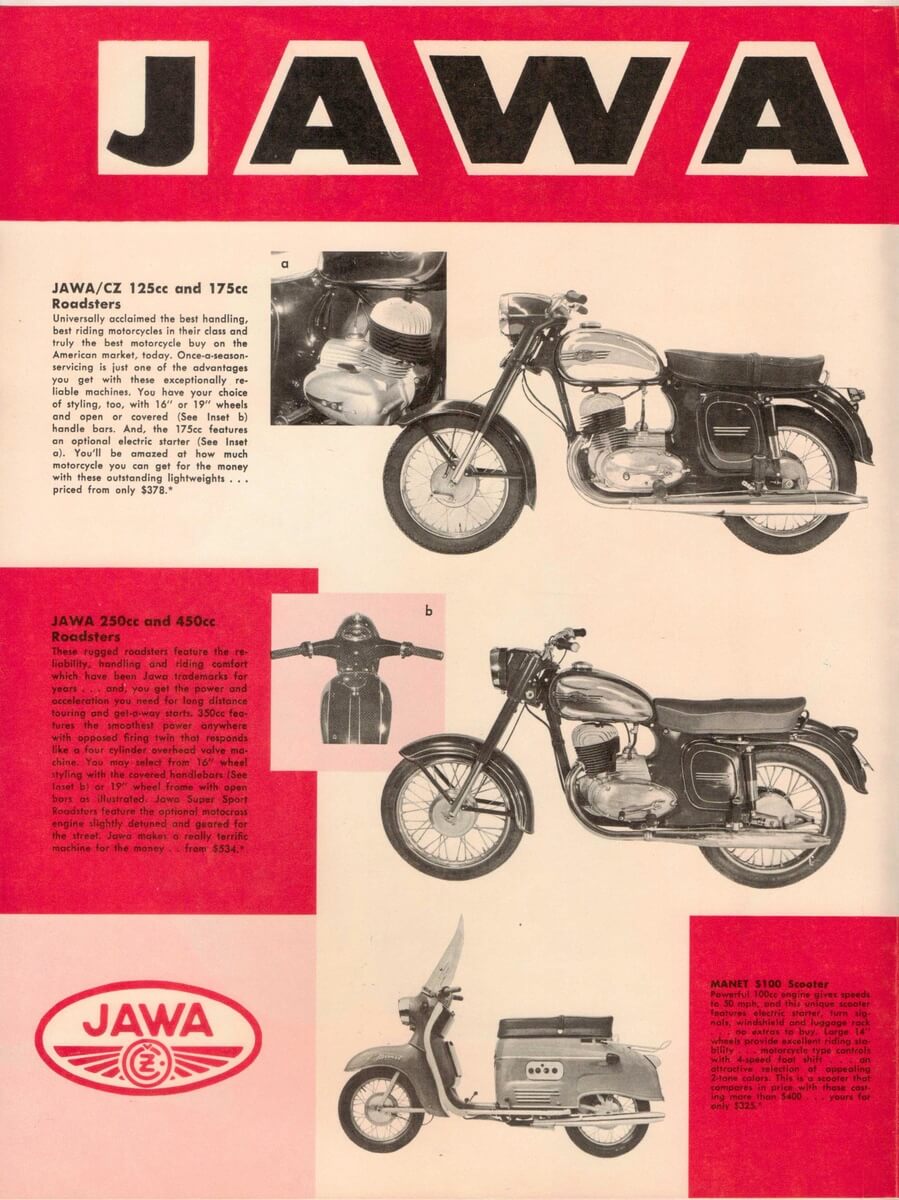 JAWA
a
JAWA/CZ 125cc and 175cc
Roadsters
Universally acclaimed the best handling,
best riding motorcycles in their class and
truly the best motorcycle buy on the
American market, today. Once-a-season-
servicing is just one of the advantages
you get with these exceptionally re-
liable machines. You have your choice
of styling, too, with 16" or 19" wheels
and open or covered (See Inset b)
handle bars. And, the 175cc features
an optional electric starter (See Inset
a). You'll be amazed at how much
motorcycle you can get for the money
with these outstanding lightweights . . .
priced from only $378.*
b
JAWA 250cc and 450cc
Roadsters
These rugged roadsters feature the re-
liability, handling and riding comfort
which have been Jawa trademarks for
years . . . and, you get the power and
acceleration you need for long distance
touring and get-a-way starts. 350cc fea-
tures the smoothest power anywhere
with opposed firing twin that responds
like a four cylinder overhead valve ma-
chine. You may select from 16" wheel
styling with the covered handlebars (See
Inset b) or 19" wheel frame with open
bars as illustrated. Jawa Super Sport
Roadsters feature the optional motocross
engine slightly detuned and geared for
the street. Jawa makes a really terrific
machine for the money . . from $534.*
JAWA
ČZ
MANET S100 Scooter
Powerful 100cc engine gives speeds
to 50 mph, and this unique scooter
features electric starter, turn sig-
nals, windshield and luggage rack
. . . no extras to buy. Large 14"
wheels provide excellent riding sta-
bility . . . motorcycle type controls
with 4-speed foot shift . . . an
attractive selection of appealing
2-tone colors. This is a scooter that
compares in price with those cost-
ing more than $400 . . . yours for
only $325.*